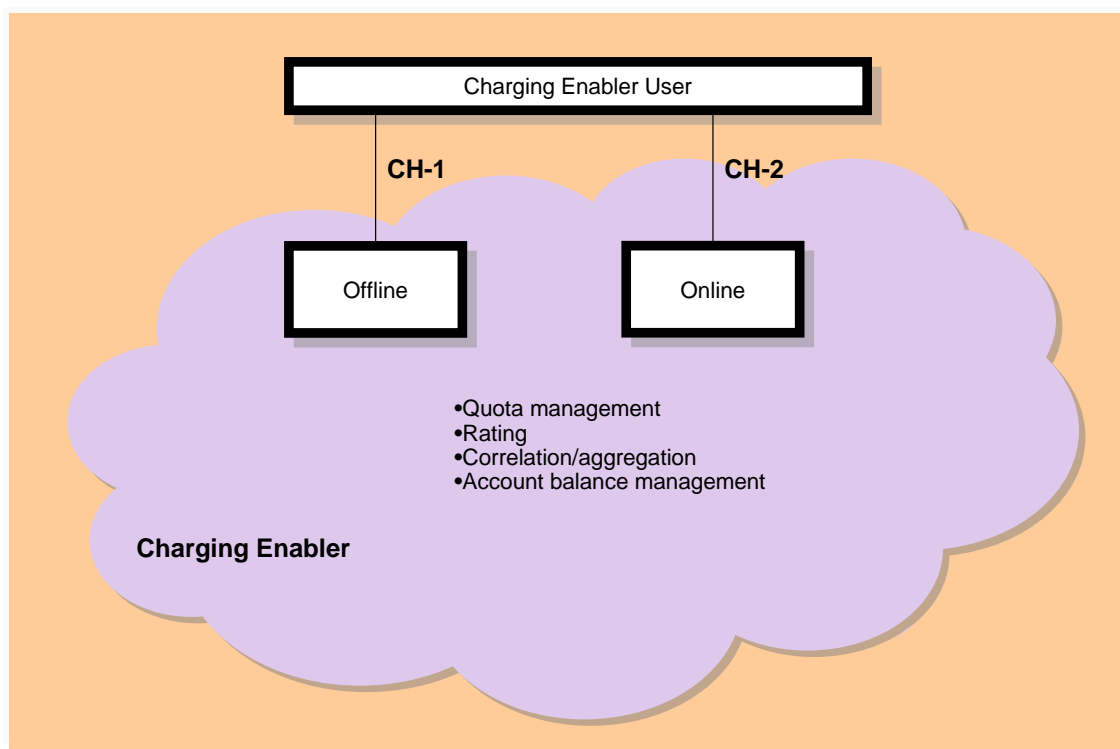 Charging Enabler User
CH-1
CH-2
Offline
Online
•Quota management
•Rating
•Correlation/aggregation
•Account balance management
Charging Enabler